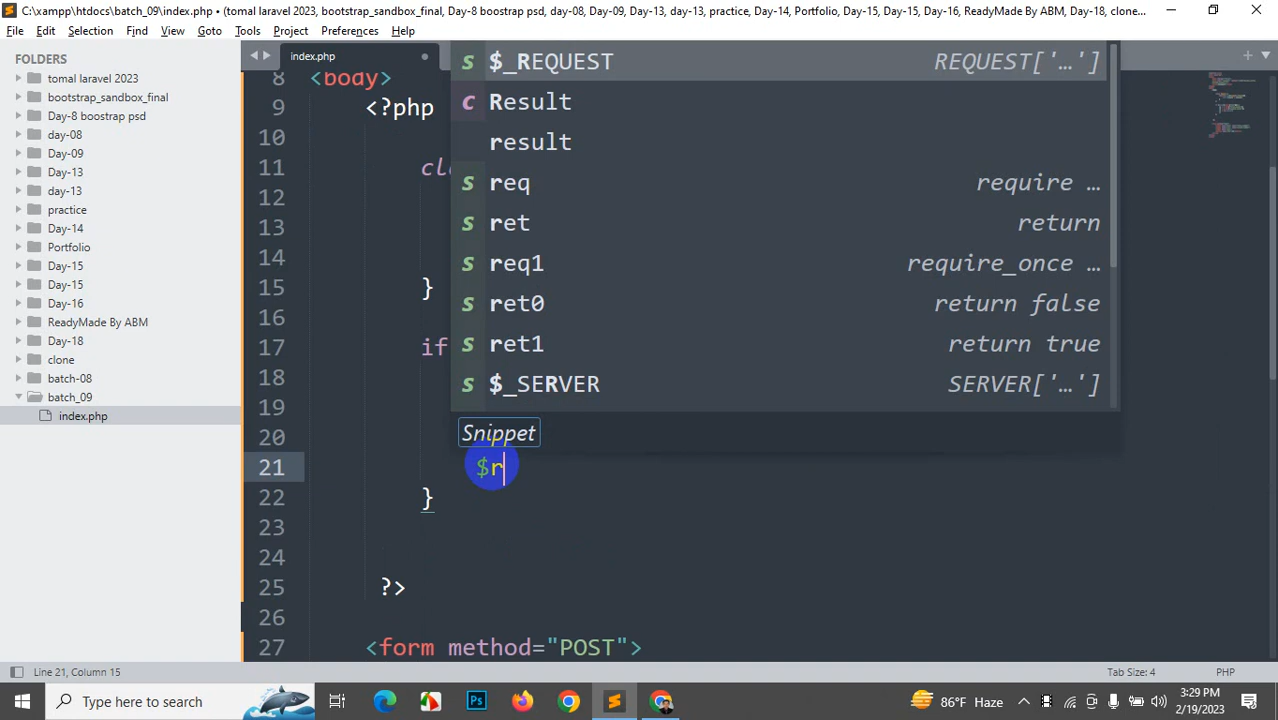 C:\xampp\htdocs\batch_09\index.php • (tomal laravel 2023, bootstrap_sandbox_final, Day-8 boostrap psd, day-08, Day-09, Day-13, day-13, practice, Day-14, Portfolio, Day-15, Day-15, Day-16, ReadyMade By ABM, Day-18, clone...
File Edit Selection Find View Goto Tools Project Preferences Help
FOLDERS
tomal laravel 2023
bootstrap_sandbox_final
Day-8 boostrap psd
day-08
Day-09
Day-13
day-13
practice
Day-14
Portfolio
Day-15
Day-15
Day-16
ReadyMade By ABM
Day-18
clone
batch-08
batch_09
index.php
index.php
8 <body>
9 <?php
10
11 cla
12
13
14
15 }
16
17 if
18
19
20
21 $r
22 }
23
24
25 ?>
26
27 <form method="POST">
$_REQUEST REQUEST['…']
Result
result
req require …
ret return
req1 require_once …
ret0 return false
ret1 return true
$_SERVER SERVER['…']
Snippet
Line 21, Column 15 Tab Size: 4 PHP
Type here to search
86°F Haze
3:29 PM
2/19/2023